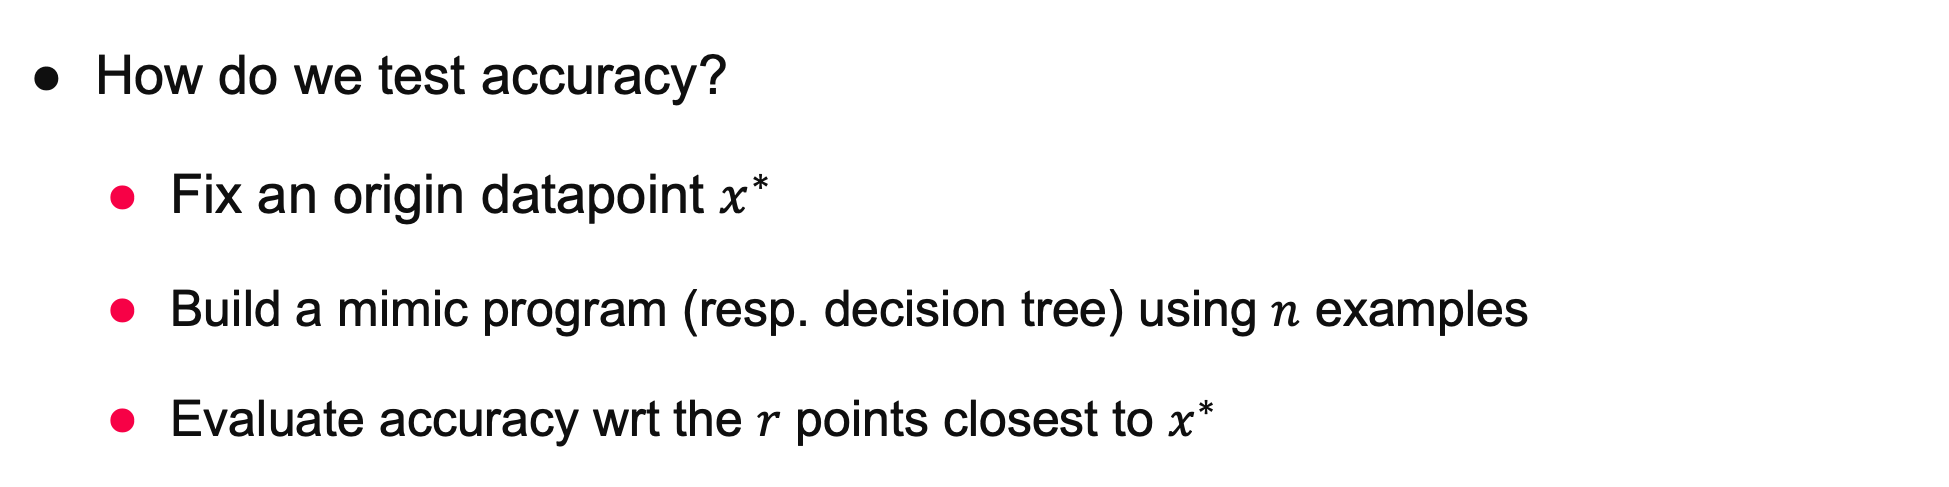 ● How do we test accuracy?
● Fix an origin datapoint x*
● Build a mimic program (resp. decision tree) using n examples
● Evaluate accuracy wrt the r points closest to x*